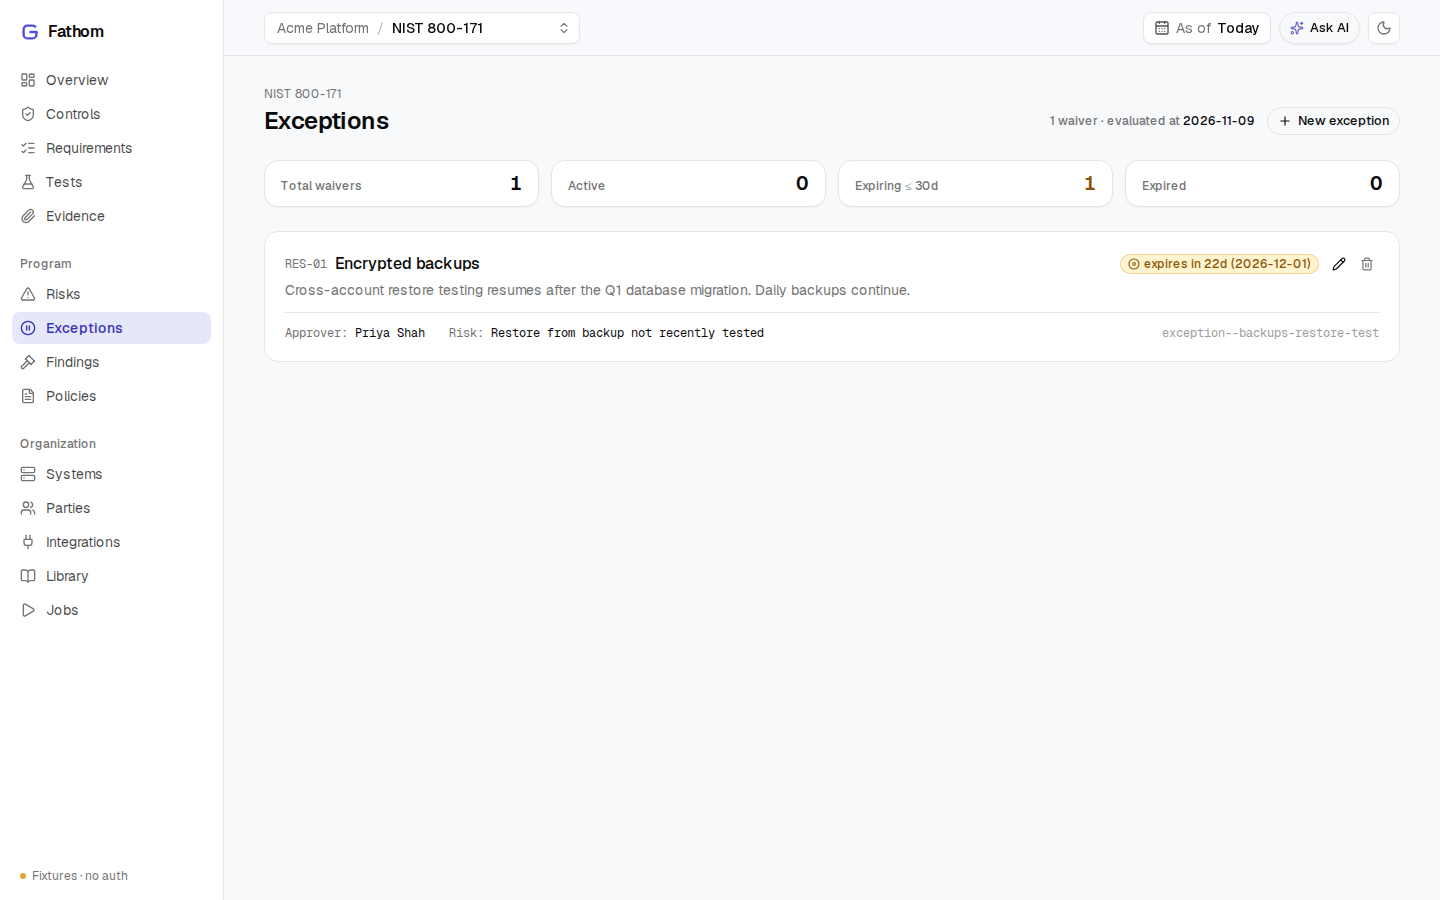 Fathom
Overview
Controls
Requirements
Tests
Evidence
Program
Risks
Exceptions
Findings
Policies
Organization
Systems
Parties
Integrations
Library
Jobs
Fixtures · no auth
Acme Platform / NIST 800-171
As of Today
Ask AI
NIST 800-171
Exceptions
1 waiver · evaluated at 2026-11-09
New exception
Total waivers 1
Active 0
Expiring ≤ 30d 1
Expired 0
RES-01 Encrypted backups
expires in 22d (2026-12-01)
Cross-account restore testing resumes after the Q1 database migration. Daily backups continue.
Approver: Priya Shah Risk: Restore from backup not recently tested
exception--backups-restore-test